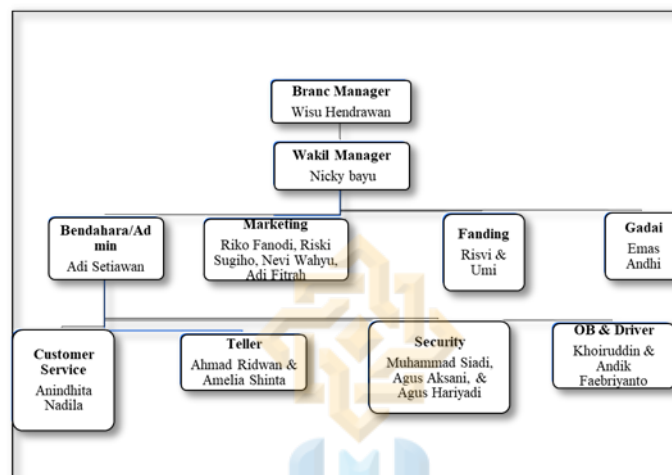 Branc Manager
Wisu Hendrawan
Wakil Manager
Nicky bayu
Bendahara/Ad
min
Adi Setiawan
Marketing
Riko Fanodi, Riski
Sugiho, Nevi Wahyu,
Adi Fitrah
Fanding
Risvi &
Umi
Gadai
Emas
Andhi
Customer
Service
Anindhita
Nadila
Teller
Ahmad Ridwan &
Amelia Shinta
Security
Muhammad Siadi,
Agus Aksani, &
Agus Hariyadi
OB & Driver
Khoiruddin &
Andik
Faebriyanto